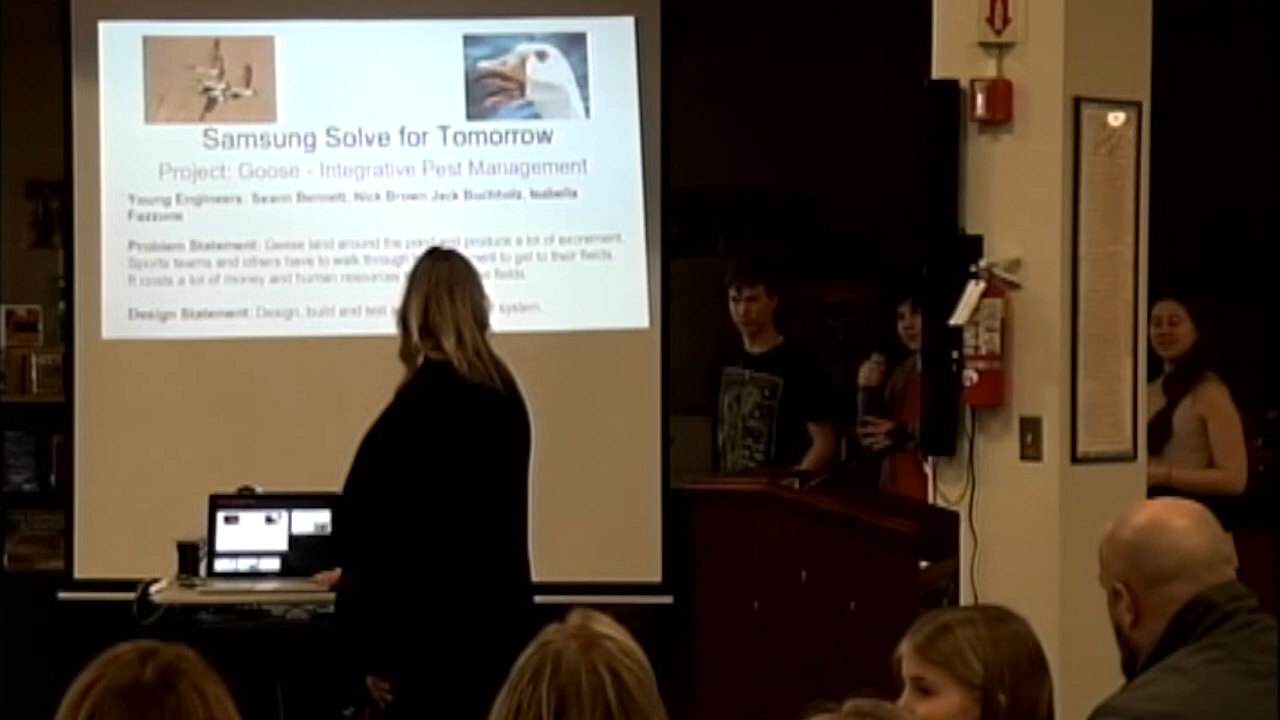 Samsung Solve for Tomorrow
Project: Goose - Integrative Pest Management
Young Engineers: Seann Bennett, Nick Brown Jack Buchholz, Isabella
Fazzone
Problem Statement: Geese land around the pond and produce a lot of excrement.
Sports teams and others have to walk through to get to their fields.
It costs a lot of money and human resources fields.
Design Statement: Design, build and test system.